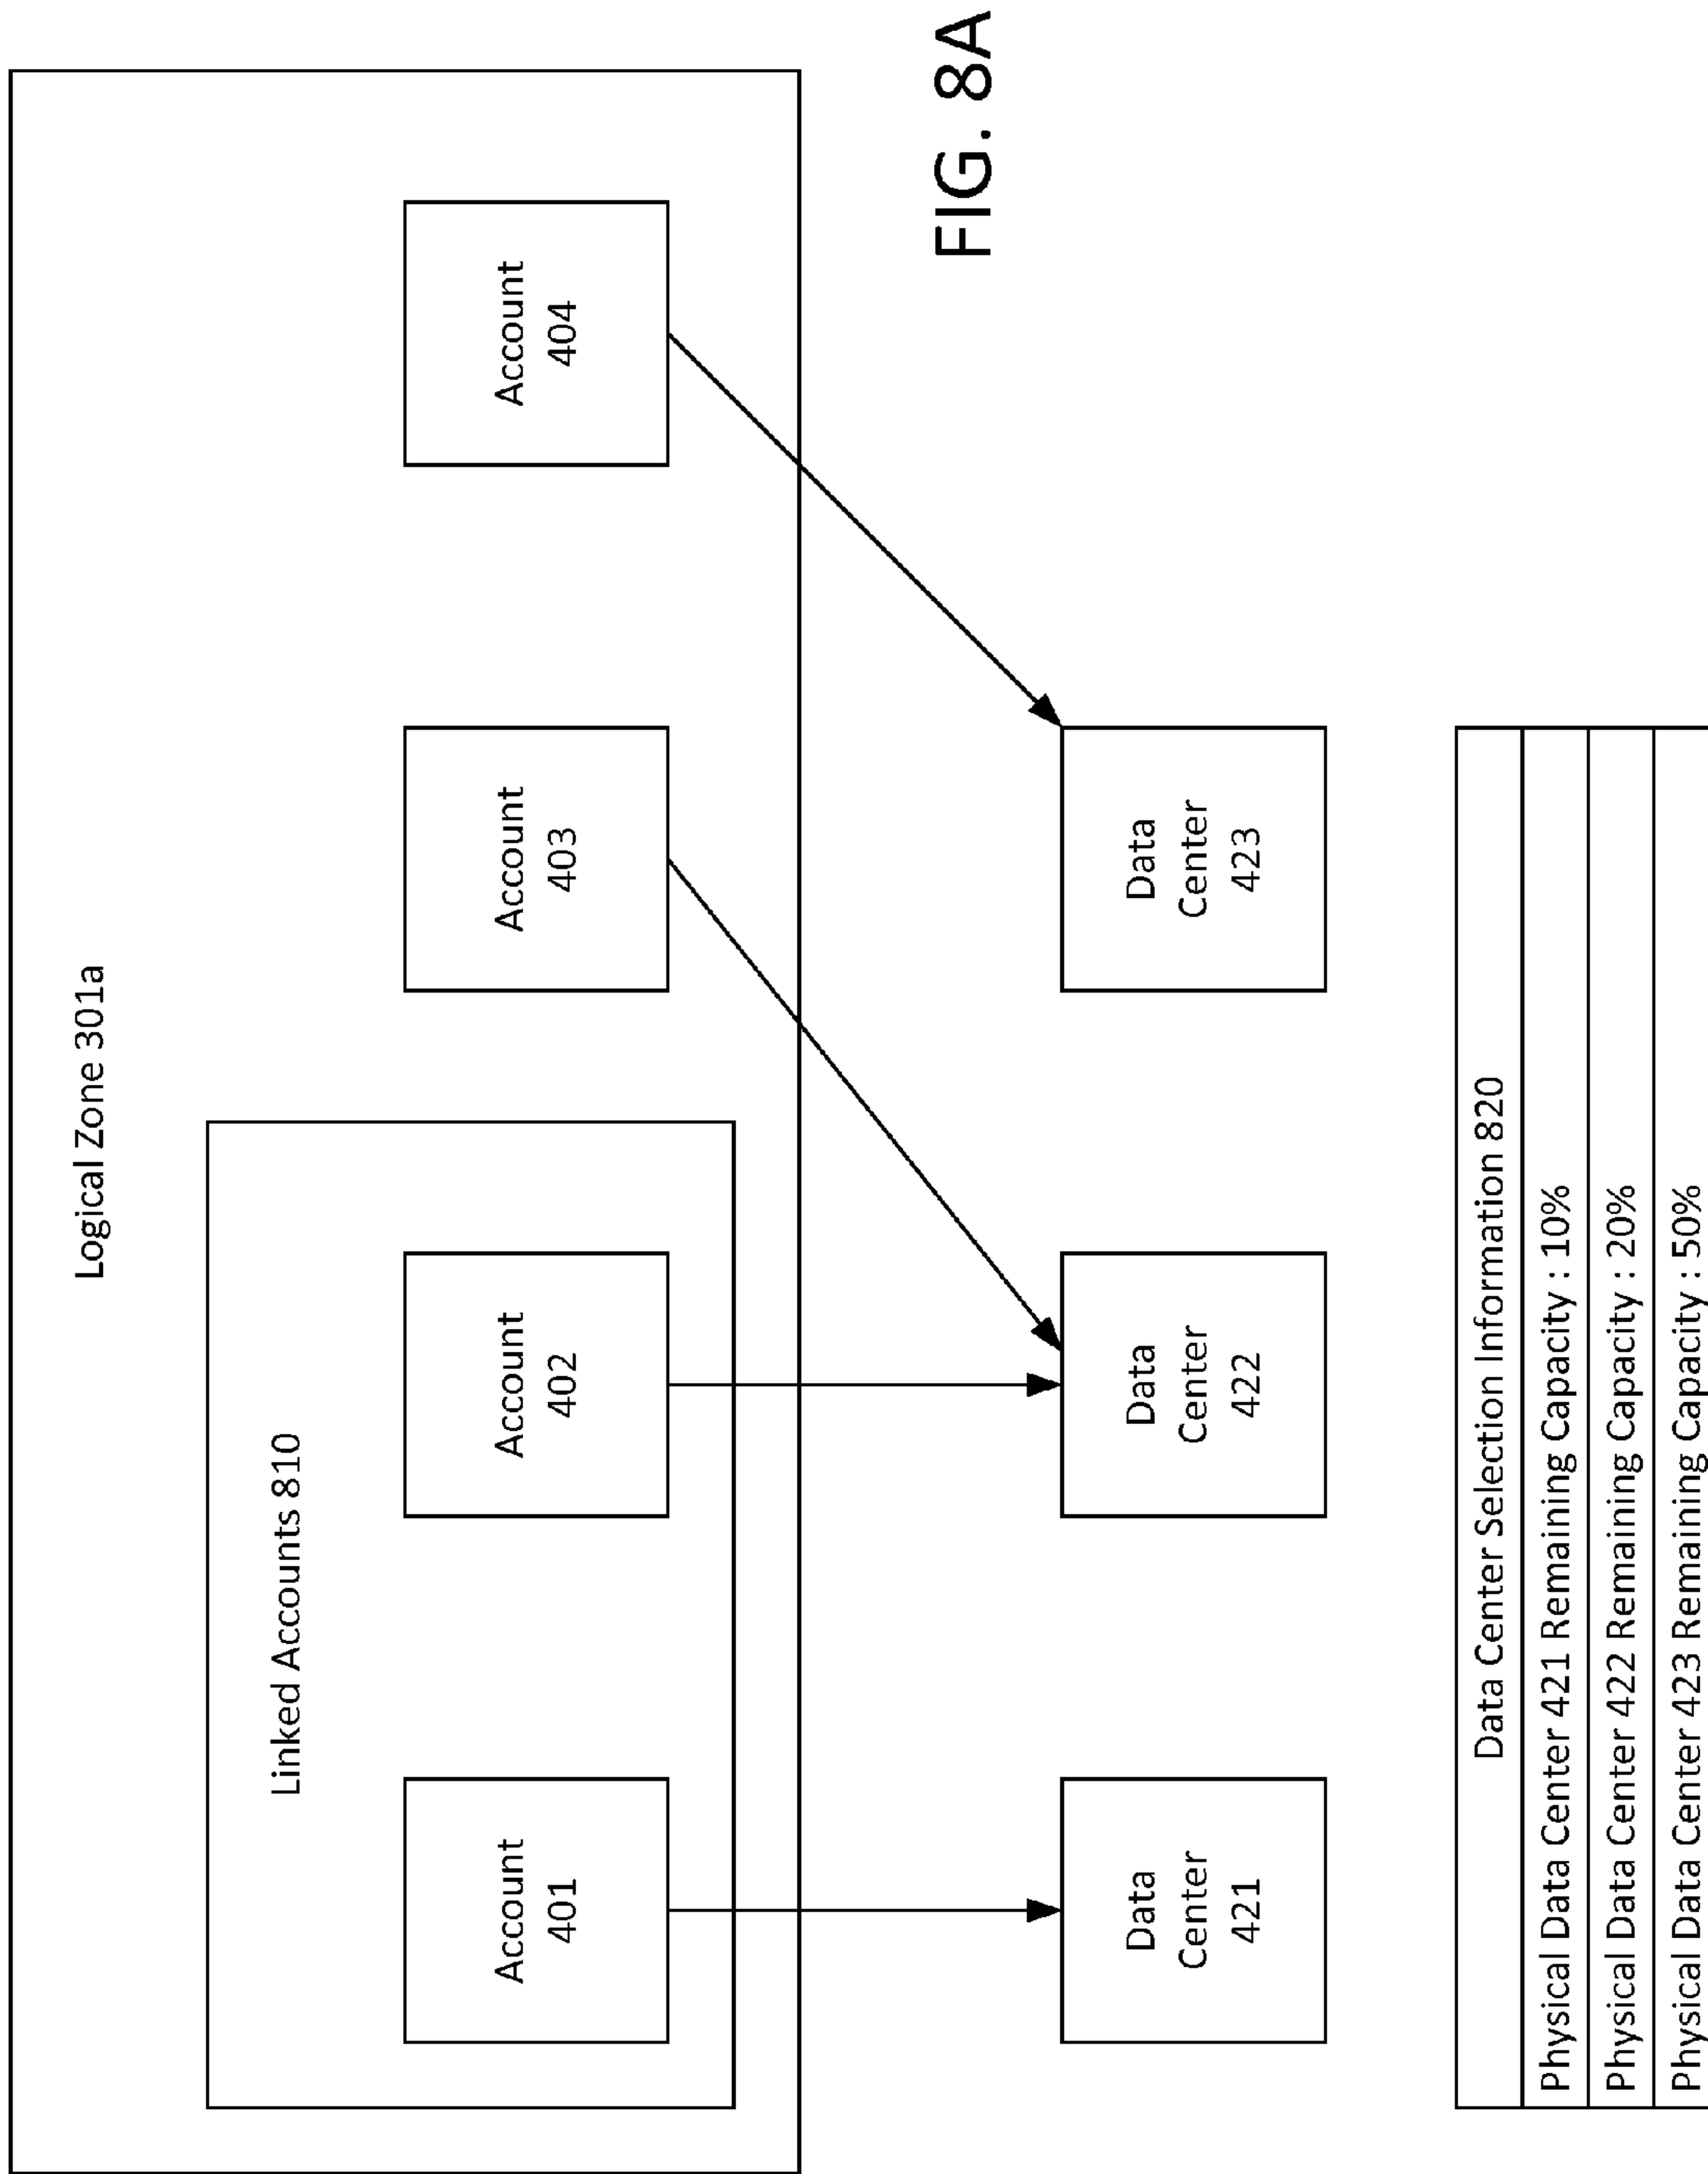 Logical Zone 301a
Linked Accounts 810
Account
401
Account
402
Account
403
Account
404
Data
Center
421
Data
Center
422
Data
Center
423
FIG. 8A
Data Center Selection Information 820
Physical Data Center 421 Remaining Capacity : 10%
Physical Data Center 422 Remaining Capacity : 20%
Physical Data Center 423 Remaining Capacity : 50%